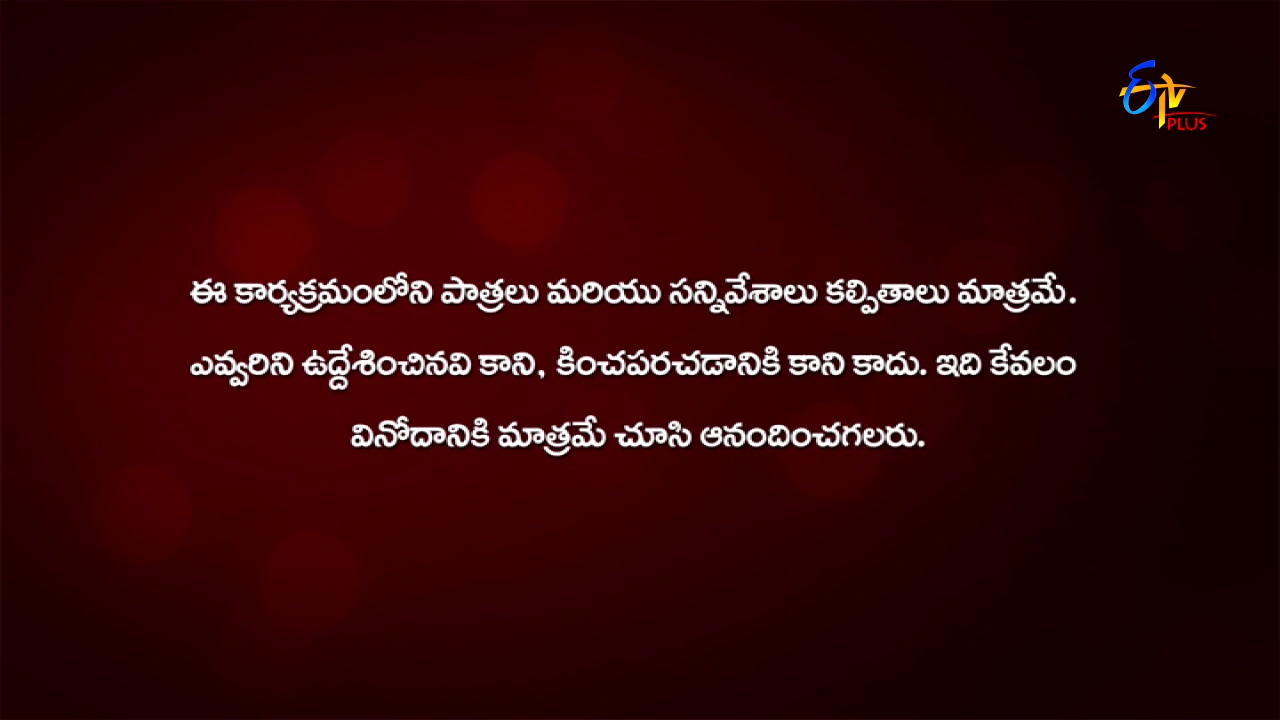 ETV
PLUS
ఈ కార్యక్రమంలోని పాత్రలు మరియు సన్నివేశాలు కల్పితాలు మాత్రమే.
ఎవ్వరిని ఉద్దేశించినవి కాని, కించపరచడానికి కాని కాదు. ఇది కేవలం
వినోదానికి మాత్రమే చూసి ఆనందించగలరు.